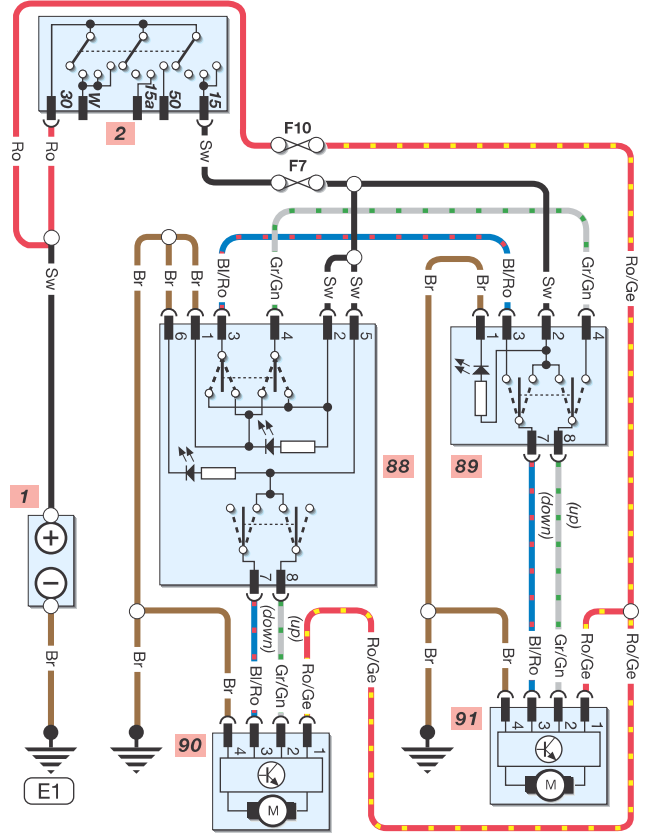 30 W 15a 50 15
2
F10
F7
Ro
Ro
Sw
Ro/Ge
Sw
Br
Br
Br
Bl/Ro
Gr/Gn
Sw
Sw
Br
Br
Bl/Ro
Gr/Gn
6 1 3 4 2 5
1 3 2 4
88
89
7 8
1
+
−
7 8
(down)
(up)
(down)
(up)
Br
Br
Br
Bl/Ro
Gr/Gn
Ro/Ge
Ro/Ge
Br
Bl/Ro
Gr/Gn
Ro/Ge
Ro/Ge
90
4 3 2 1
M
91
4 3 2 1
M
E1